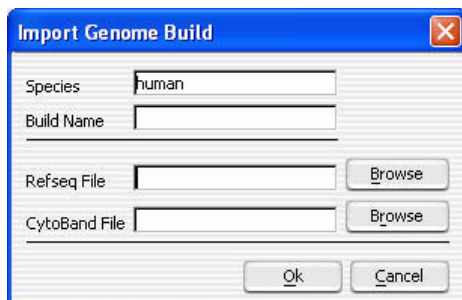 Import Genome Build
Species human
Build Name
Refseq File Browse
CytoBand File Browse
Ok Cancel